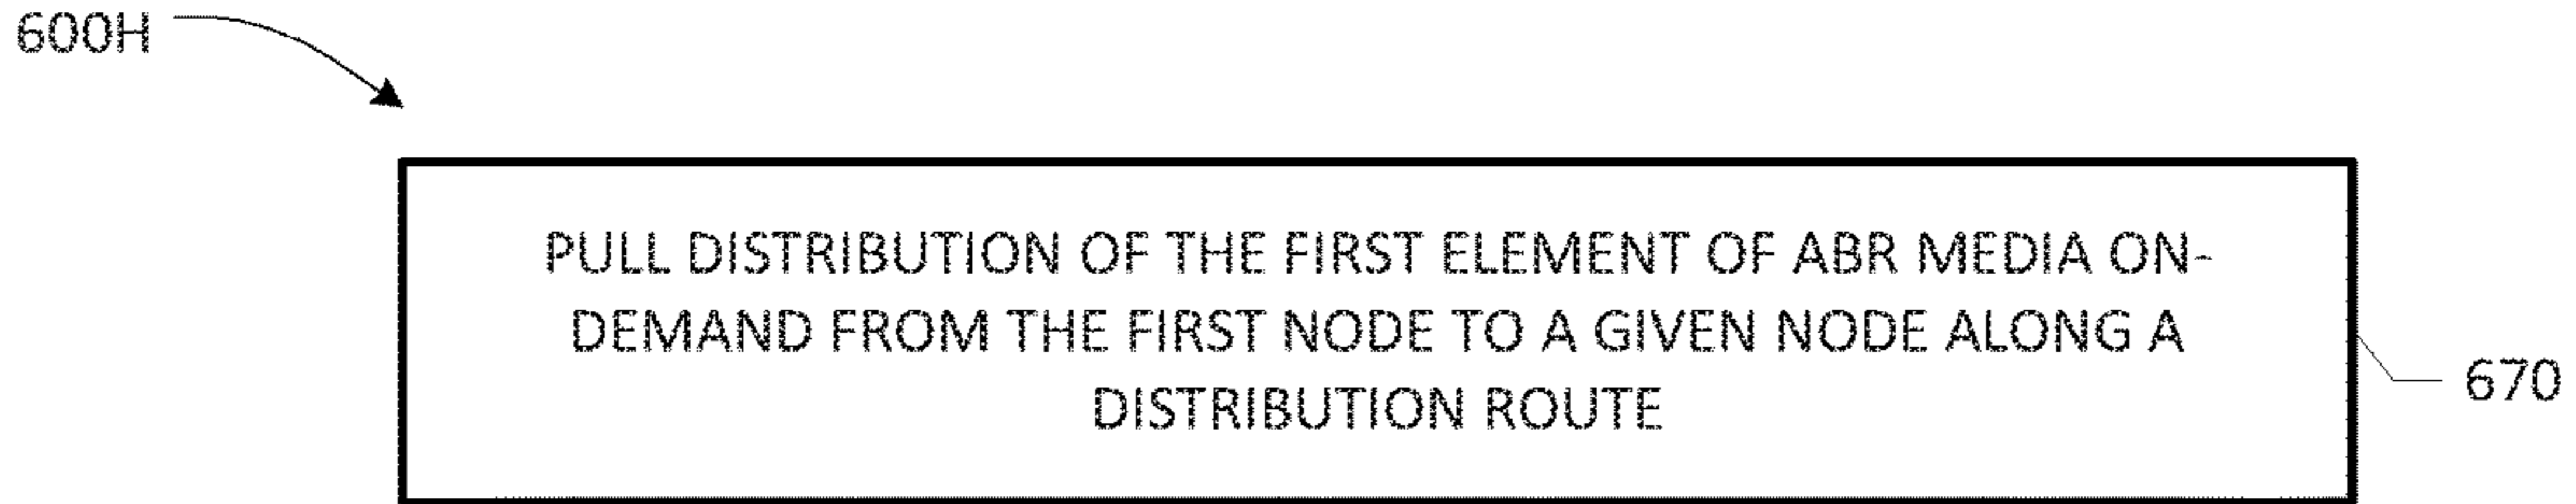 600H
PULL DISTRIBUTION OF THE FIRST ELEMENT OF ABR MEDIA ON-
DEMAND FROM THE FIRST NODE TO A GIVEN NODE ALONG A
DISTRIBUTION ROUTE
670